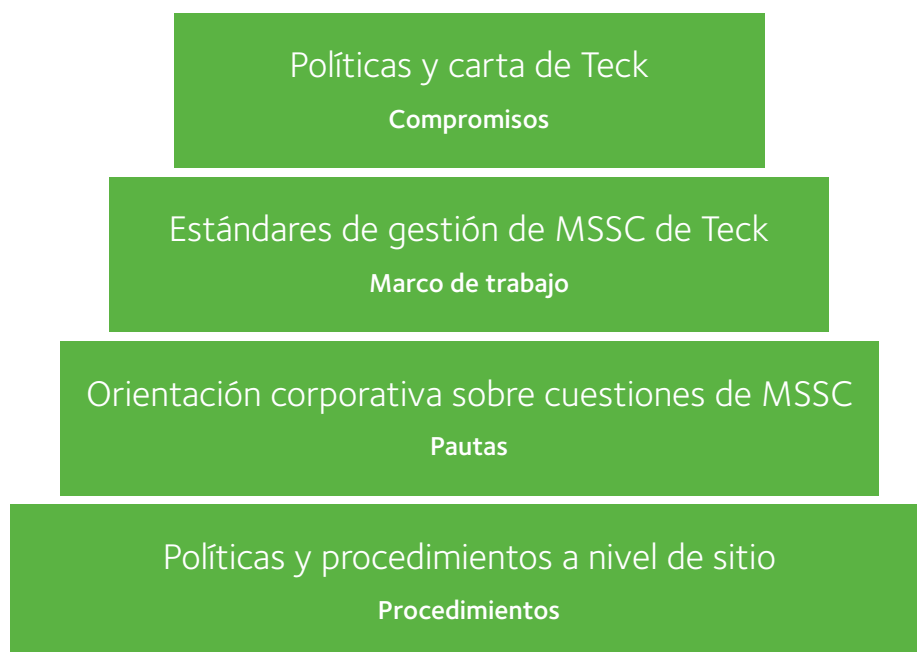 Políticas y carta de Teck
Compromisos
Estándares de gestión de MSSC de Teck
Marco de trabajo
Orientación corporativa sobre cuestiones de MSSC
Pautas
Políticas y procedimientos a nivel de sitio
Procedimientos